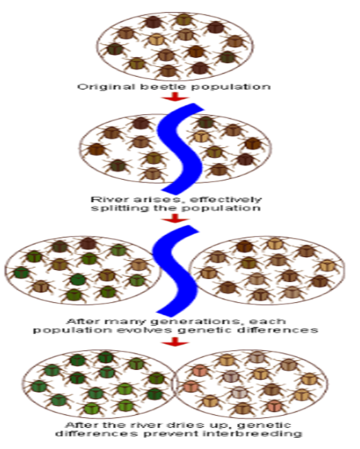 Original beetle population
River arises, effectively
splitting the population
After many generations, each
population evolves genetic differences
After the river dries up, genetic
differences prevent interbreeding